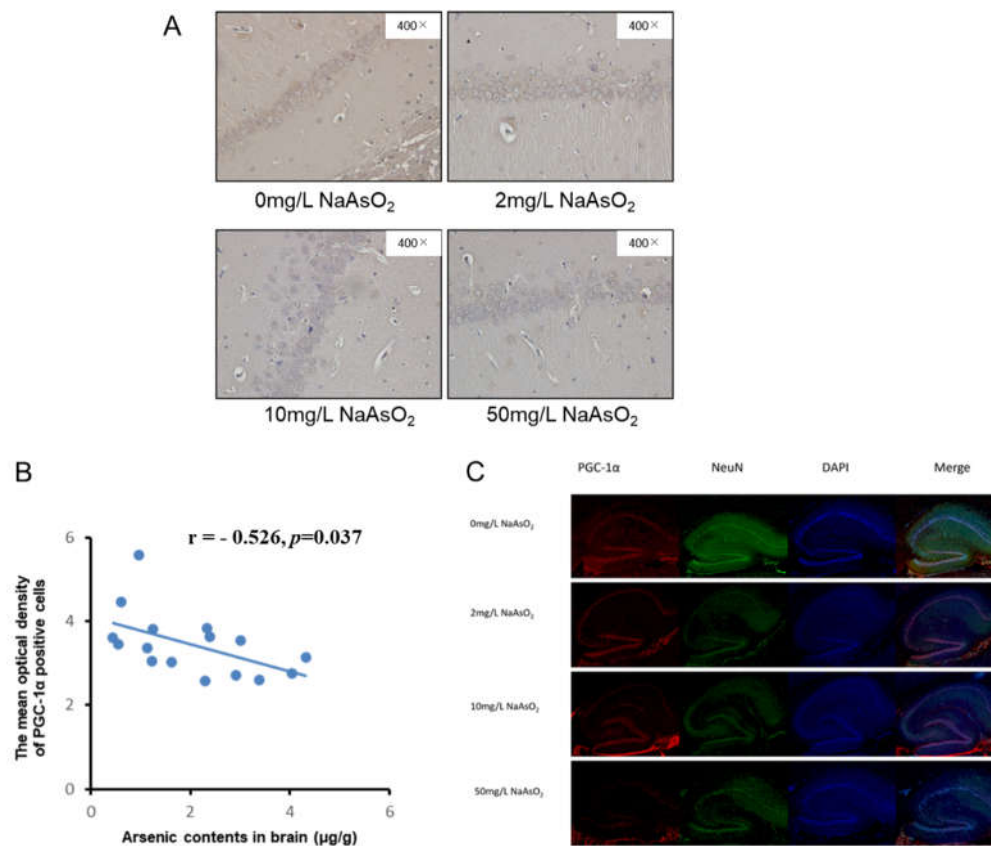 A
400×
400×
0mg/L NaAsO₂
2mg/L NaAsO₂
400×
400×
10mg/L NaAsO₂
50mg/L NaAsO₂
B
r = - 0.526, p=0.037
The mean optical density
of PGC-1α positive cells
6
4
2
0
0
2
4
6
Arsenic contents in brain (μg/g)
C
PGC-1α
NeuN
DAPI
Merge
0mg/L NaAsO₂
2mg/L NaAsO₂
10mg/L NaAsO₂
50mg/L NaAsO₂